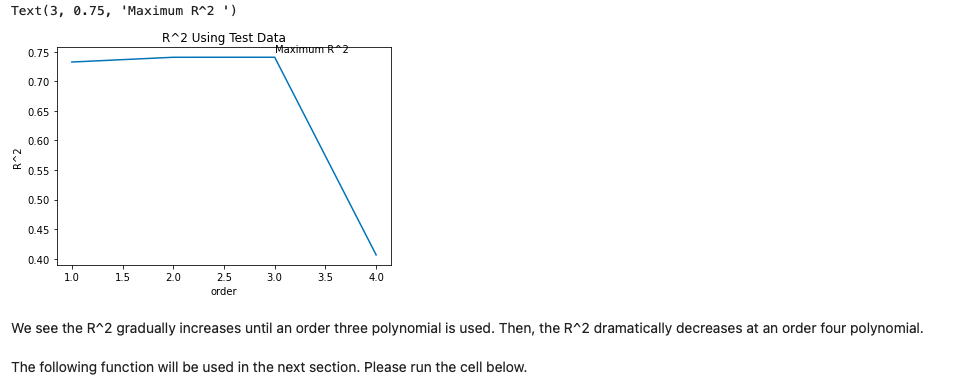 Text(3, 0.75, 'Maximum R^2 ')
R^2 Using Test Data
Maximum R^2
0.75
0.70
0.65
0.60
0.55
0.50
0.45
0.40
R^2
1.0 1.5 2.0 2.5 3.0 3.5 4.0
order
We see the R^2 gradually increases until an order three polynomial is used. Then, the R^2 dramatically decreases at an order four polynomial.
The following function will be used in the next section. Please run the cell below.